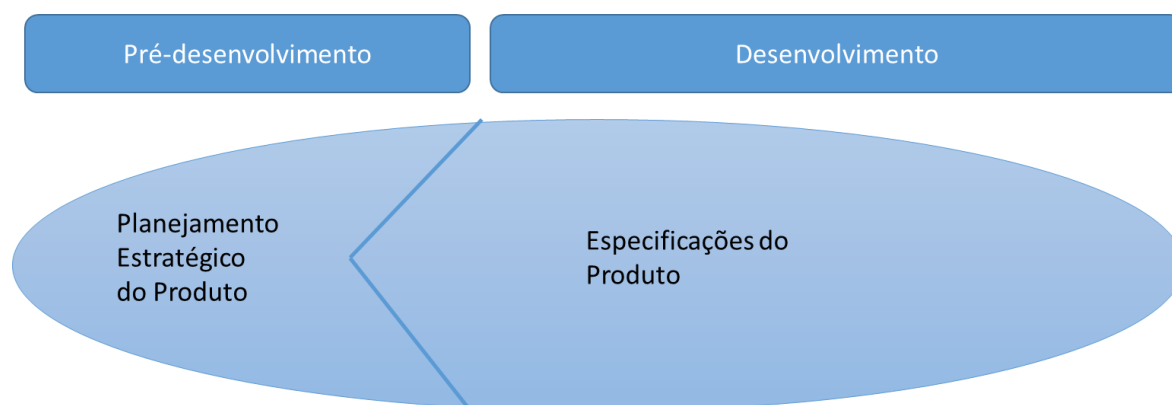 Pré-desenvolvimento
Desenvolvimento
Planejamento
Estratégico
do Produto
Especificações do
Produto